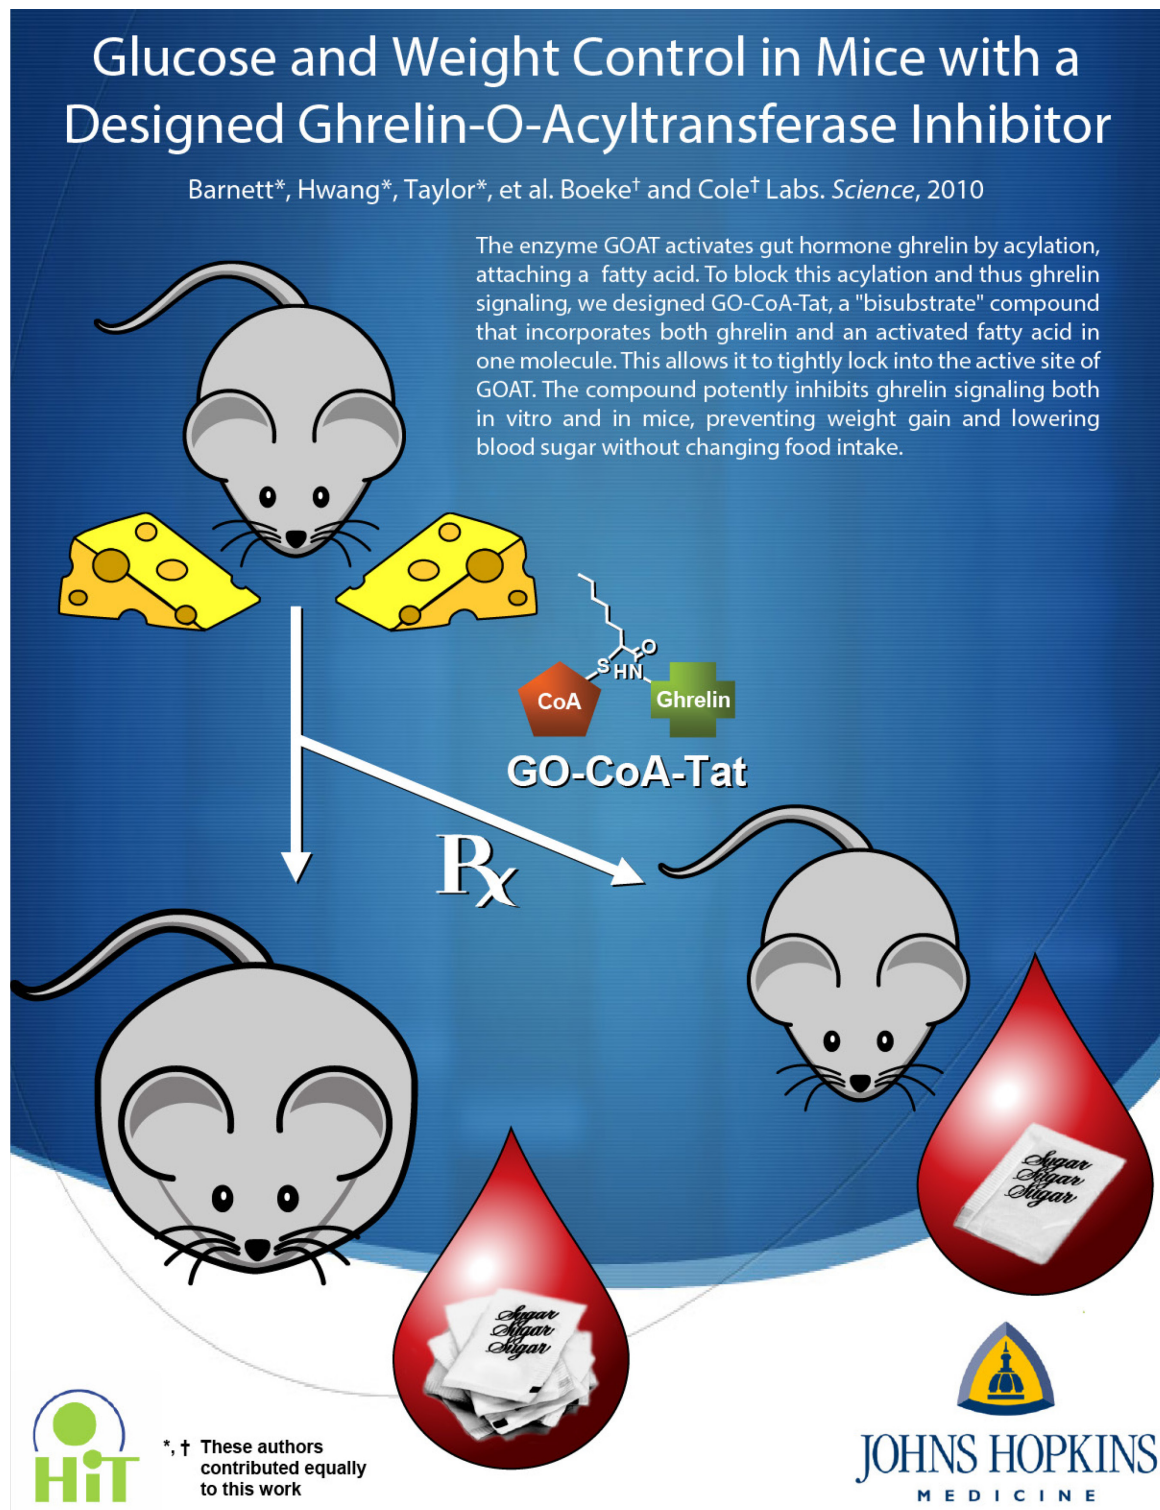 Glucose and Weight Control in Mice with a
Designed Ghrelin-O-Acyltransferase Inhibitor
Barnett*, Hwang*, Taylor*, et al. Boeke† and Cole† Labs. Science, 2010
The enzyme GOAT activates gut hormone ghrelin by acylation,
attaching a fatty acid. To block this acylation and thus ghrelin
signaling, we designed GO-CoA-Tat, a "bisubstrate" compound
that incorporates both ghrelin and an activated fatty acid in
one molecule. This allows it to tightly lock into the active site of
GOAT. The compound potently inhibits ghrelin signaling both
in vitro and in mice, preventing weight gain and lowering
blood sugar without changing food intake.
O
S HN
CoA
Ghrelin
GO-CoA-Tat
Rx
Sugar
Sugar
Sugar
Sugar
Sugar
Sugar
HiT
*, † These authors
contributed equally
to this work
JOHNS HOPKINS
MEDICINE